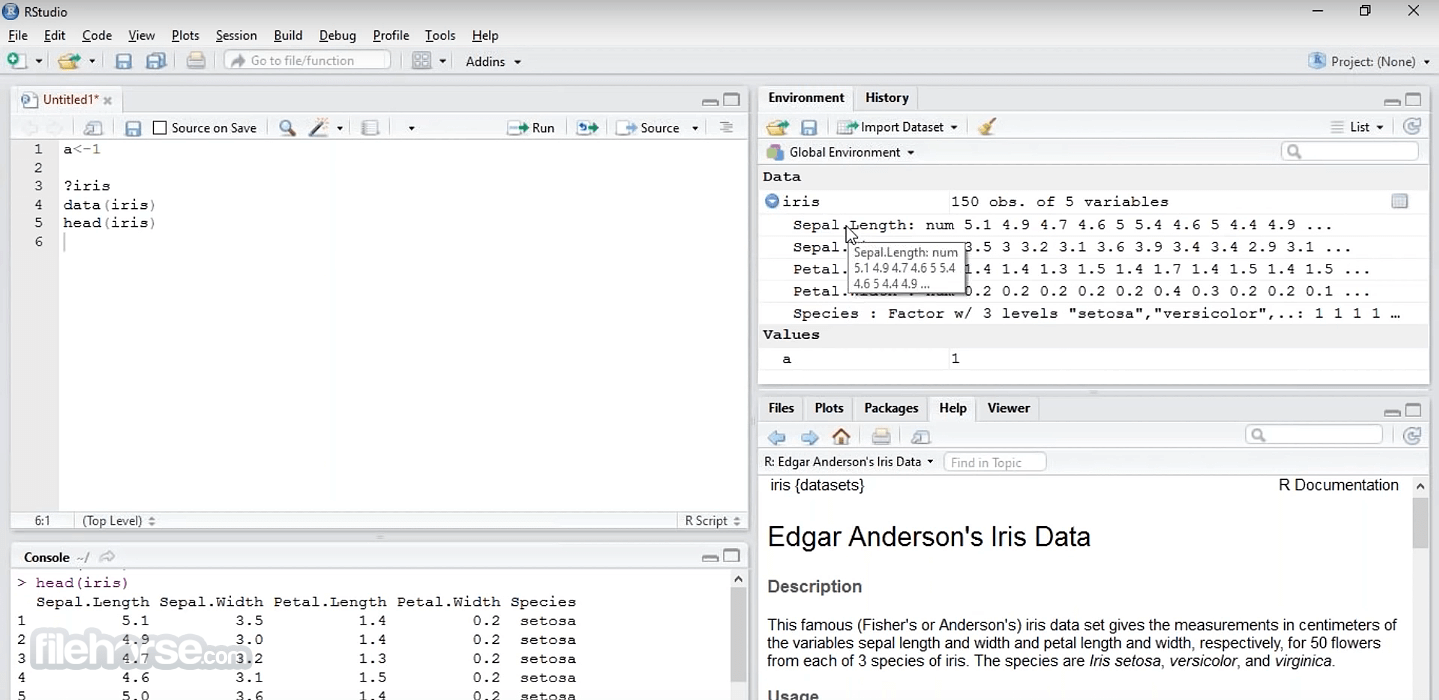 RStudio
File Edit Code View Plots Session Build Debug Profile Tools Help
Go to file/function Addins Project: (None)
Untitled1*
Source on Save Run Source
1 a<-1
2
3 ?iris
4 data(iris)
5 head(iris)
6
6:1 (Top Level) R Script
Console ~/
> head(iris)
Sepal.Length Sepal.Width Petal.Length Petal.Width Species
1 5.1 3.5 1.4 0.2 setosa
2 4.9 3.0 1.4 0.2 setosa
3 4.7 3.2 1.3 0.2 setosa
4 4.6 3.1 1.5 0.2 setosa
5 5.0 3.6 1.4 0.2 setosa
filehorse.com
Environment History
Import Dataset List
Global Environment
Data
iris 150 obs. of 5 variables
Sepal.Length: num 5.1 4.9 4.7 4.6 5 5.4 4.6 5 4.4 4.9 ...
Sepal. 3.5 3 3.2 3.1 3.6 3.9 3.4 3.4 2.9 3.1 ...
Petal. 1.4 1.4 1.3 1.5 1.4 1.7 1.4 1.5 1.4 1.5 ...
Petal.Width : num 0.2 0.2 0.2 0.2 0.2 0.4 0.3 0.2 0.2 0.1 ...
Species : Factor w/ 3 levels "setosa","versicolor",..: 1 1 1 1 …
Sepal.Length: num
5.1 4.9 4.7 4.6 5 5.4
4.6 5 4.4 4.9 ...
Values
a 1
Files Plots Packages Help Viewer
R: Edgar Anderson's Iris Data Find in Topic
iris {datasets} R Documentation
Edgar Anderson's Iris Data
Description
This famous (Fisher's or Anderson's) iris data set gives the measurements in centimeters of
the variables sepal length and width and petal length and width, respectively, for 50 flowers
from each of 3 species of iris. The species are Iris setosa, versicolor, and virginica.
Usage